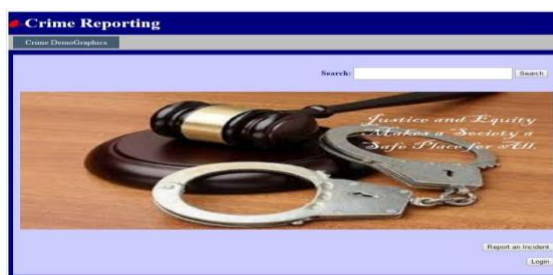 Crime Reporting
Crime DemoGraphics
Search: Search
Justice and Equity
Makes a Society a
Safe Place for All.
Report an Incident
Login